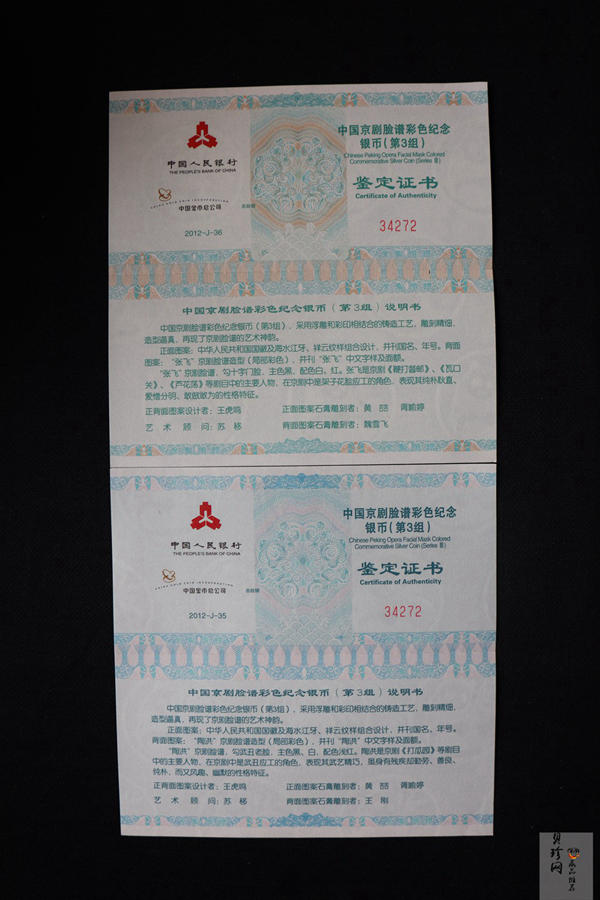 中国人民银行
THE PEOPLE'S BANK OF CHINA
CHINA GOLD COIN INCORPORATION
中国金币总公司
2012-J-36
中国京剧脸谱彩色纪念
银币(第3组)
Chinese Peking Opera Facial Mask Colored
Commemorative Silver Coin (Series Ⅲ)
鉴定证书
Certificate of Authenticity
34272
中国京剧脸谱彩色纪念银币(第3组)说明书
中国京剧脸谱彩色纪念银币(第3组),采用浮雕和彩印相结合的铸造工艺,雕刻精细,
造型逼真,再现了京剧脸谱的艺术神韵。
正面图案:中华人民共和国国徽及海水江牙、祥云纹样组合设计,并刊国名、年号。背面
图案:“张飞”京剧脸谱造型(局部彩色),并刊“张飞”中文字样及面额。
“张飞”京剧脸谱,勾十字门脸,主色黑,配色白、红。张飞是京剧《鞭打督邮》、《瓦口
关》、《芦花荡》等剧目中的主要人物,在京剧中是架子花脸应工的角色,表现其纯朴耿直、
爱憎分明、敢做敢为的性格特征。
正背面图案设计者:王虎鸣 正面图案石膏雕刻者:黄喆 胥喻婷
艺术顾问:苏移 背面图案石膏雕刻者:魏雪飞
中国人民银行
THE PEOPLE'S BANK OF CHINA
CHINA GOLD COIN INCORPORATION
中国金币总公司
2012-J-35
中国京剧脸谱彩色纪念
银币(第3组)
Chinese Peking Opera Facial Mask Colored
Commemorative Silver Coin (Series Ⅲ)
鉴定证书
Certificate of Authenticity
34272
中国京剧脸谱彩色纪念银币(第3组)说明书
中国京剧脸谱彩色纪念银币(第3组),采用浮雕和彩印相结合的铸造工艺,雕刻精细,
造型逼真,再现了京剧脸谱的艺术神韵。
正面图案:中华人民共和国国徽及海水江牙、祥云纹样组合设计,并刊国名、年号。
背面图案:“陶洪”京剧脸谱造型(局部彩色),并刊“陶洪”中文字样及面额。
“陶洪”京剧脸谱,勾武丑老脸,主色黑、白,配色浅红。陶洪是京剧《打瓜园》等剧目
中的主要人物,在京剧中是武丑应工的角色,表现其武艺精巧,虽身有残疾却勤劳、善良、
纯朴,而又风趣、幽默的性格特征。
正背面图案设计者:王虎鸣 正面图案石膏雕刻者:黄喆 胥喻婷
艺术顾问:苏移 背面图案石膏雕刻者:王刚